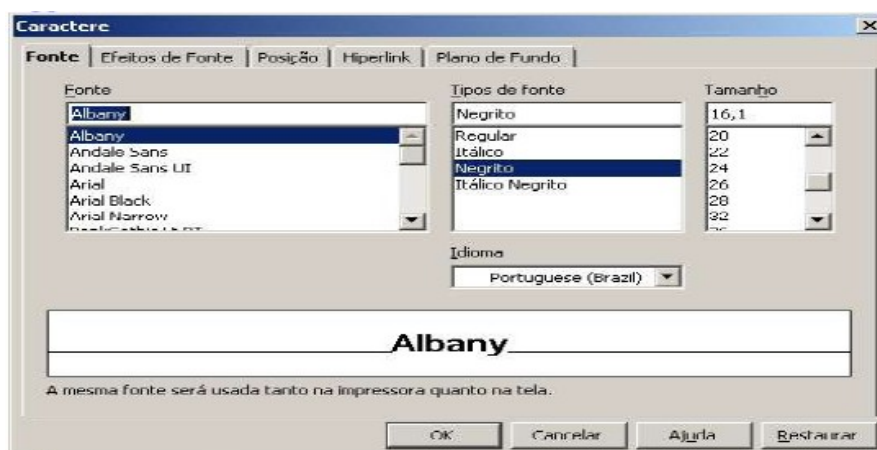 Caractere
Fonte Efeitos de Fonte Posição Hiperlink Plano de Fundo
Fonte Tipos de fonte Tamanho
Albany Negrito 16,1
Albany Regular 20
Andale Sans Itálico 22
Andale Sans UI Negrito 24
Arial Itálico Negrito 26
Arial Black 28
Arial Narrow 32
Idioma
Portuguese (Brazil)
Albany
A mesma fonte será usada tanto na impressora quanto na tela.
OK Cancelar Ajuda Restaurar